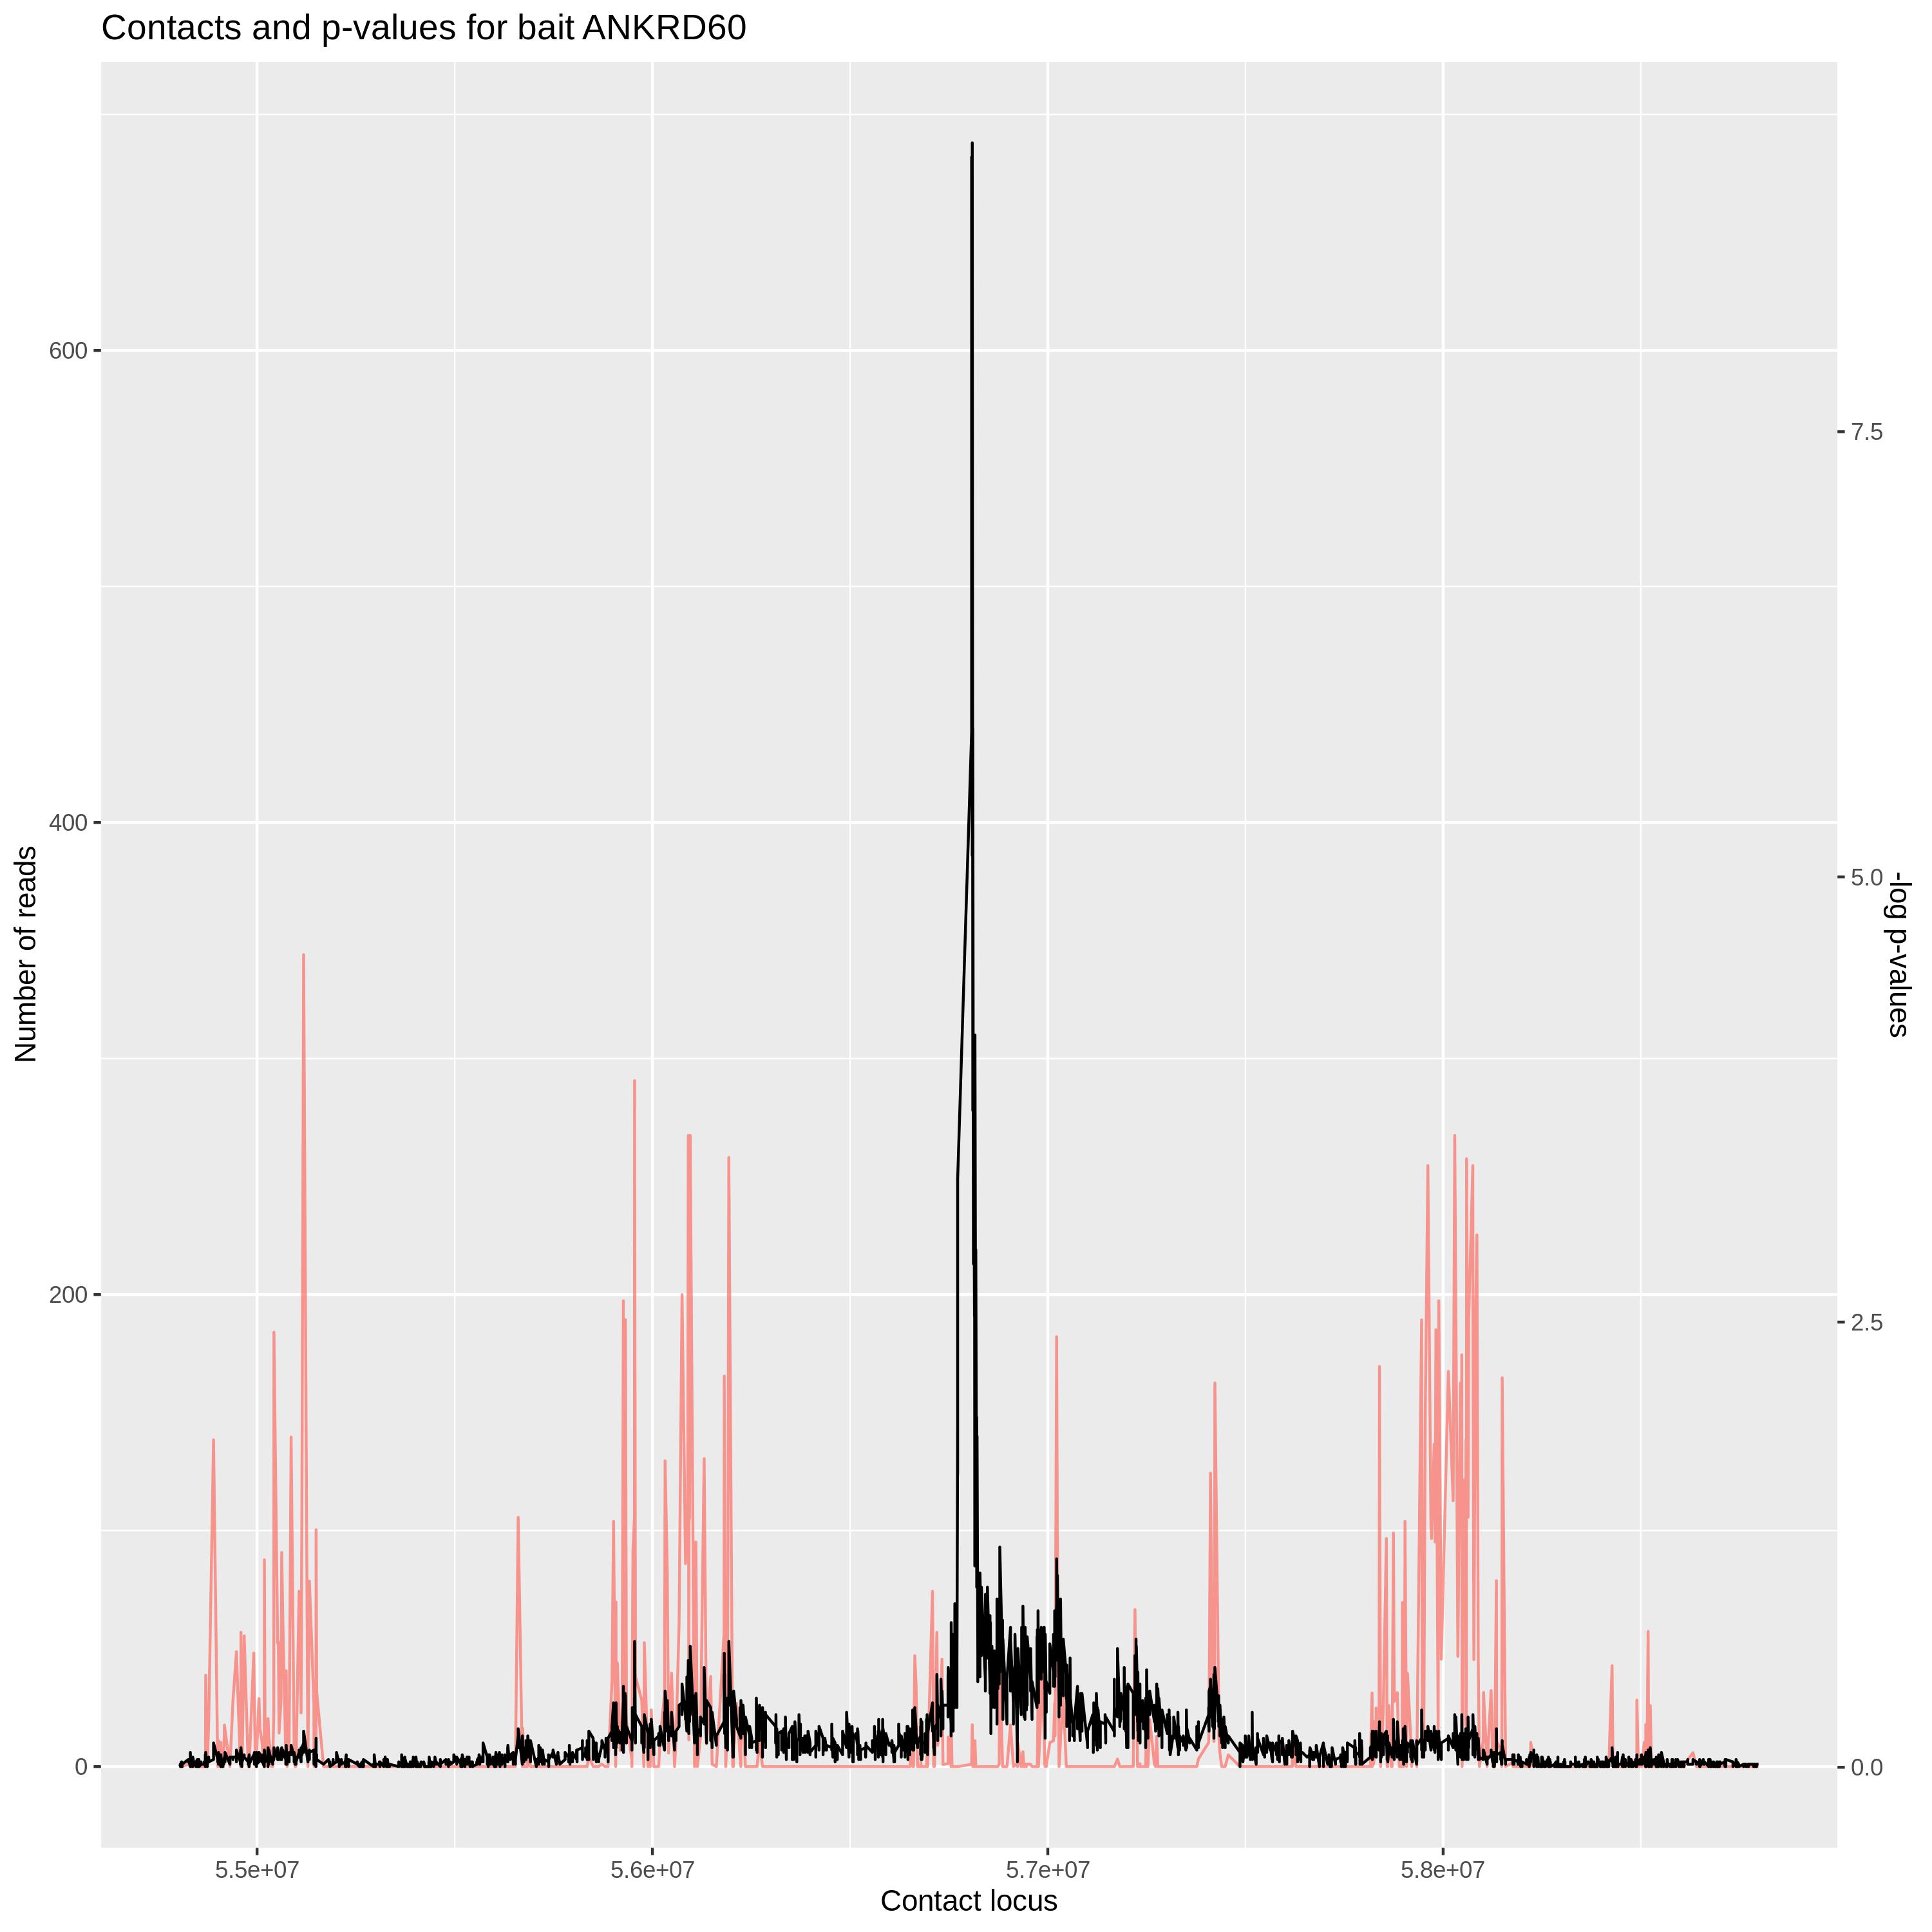 Contacts and p-values for bait ANKRD60
Number of reads
600
400
200
0
7.5
5.0
2.5
0.0
-log p-values
5.5e+07 5.6e+07 5.7e+07 5.8e+07
Contact locus